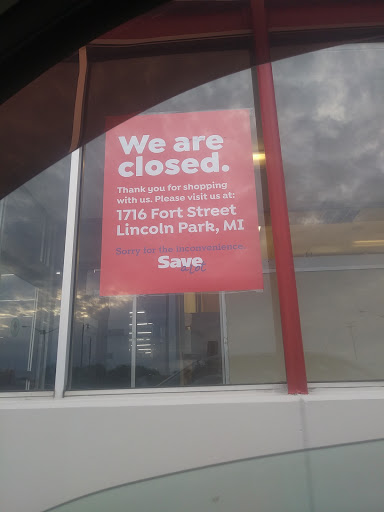 We are
closed.
Thank you for shopping
with us. Please visit us at:
1716 Fort Street
Lincoln Park, MI
Sorry for the inconvenience.
Save
a lot